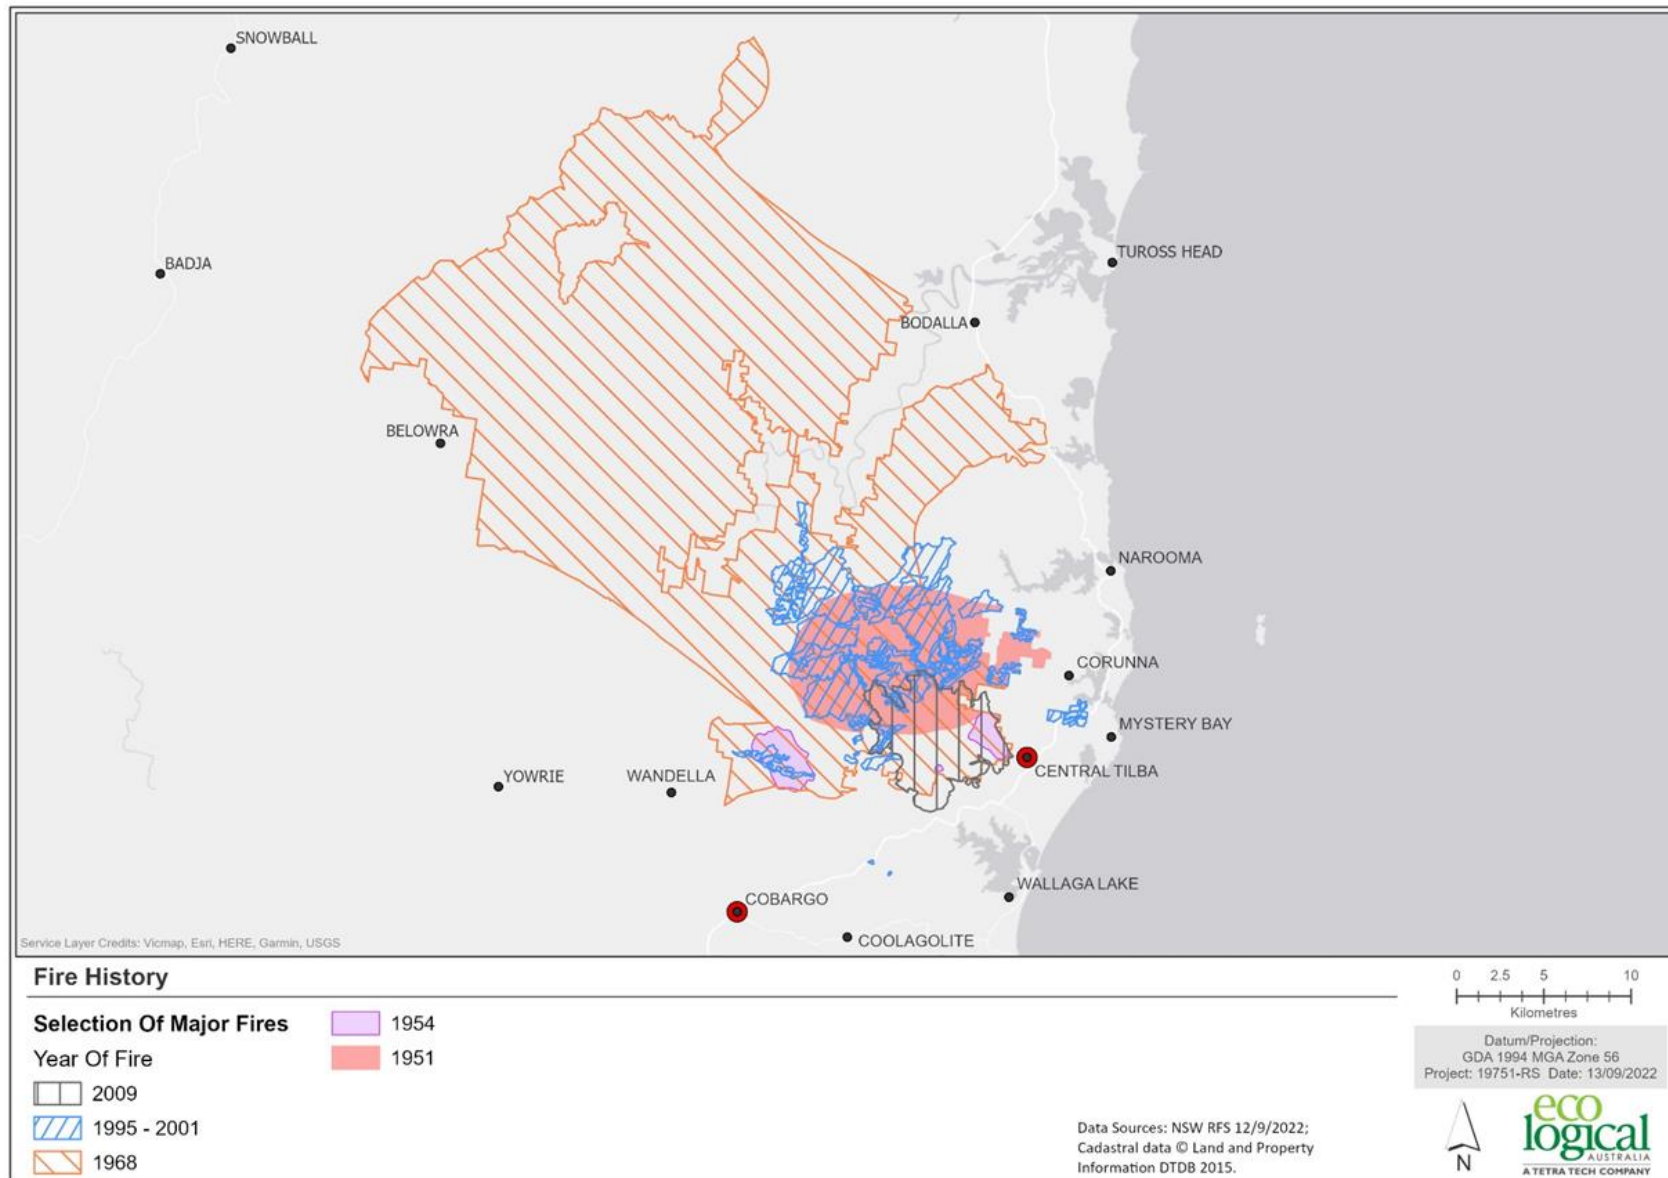 SNOWBALL
BADJA
TUROSS HEAD
BODALLA
BELOWRA
NAROOMA
CORUNNA
MYSTERY BAY
CENTRAL TILBA
YOWRIE
WANDELLA
WALLAGA LAKE
COBARGO
COOLAGOLITE
Service Layer Credits: Vicmap, Esri, HERE, Garmin, USGS
Fire History
Selection Of Major Fires
Year Of Fire
2009
1995 - 2001
1968
1954
1951
0 2.5 5 10
Kilometres
Datum/Projection:
GDA 1994 MGA Zone 56
Project: 19751-RS Date: 13/09/2022
Data Sources: NSW RFS 12/9/2022;
Cadastral data © Land and Property
Information DTDB 2015.
N
eco
logical
AUSTRALIA
A TETRA TECH COMPANY